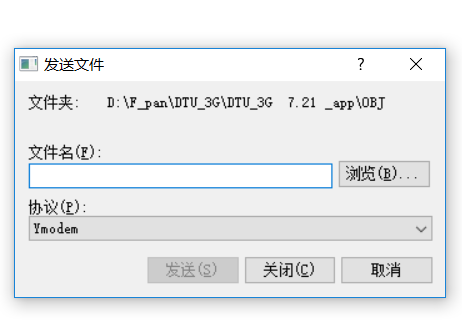 发送文件 ?
文件夹: D:\F_pan\DTU_3G\DTU_3G 7.21 _app\OBJ
文件名(F):
浏览(B)...
协议(P):
Ymodem
发送(S) 关闭(C) 取消